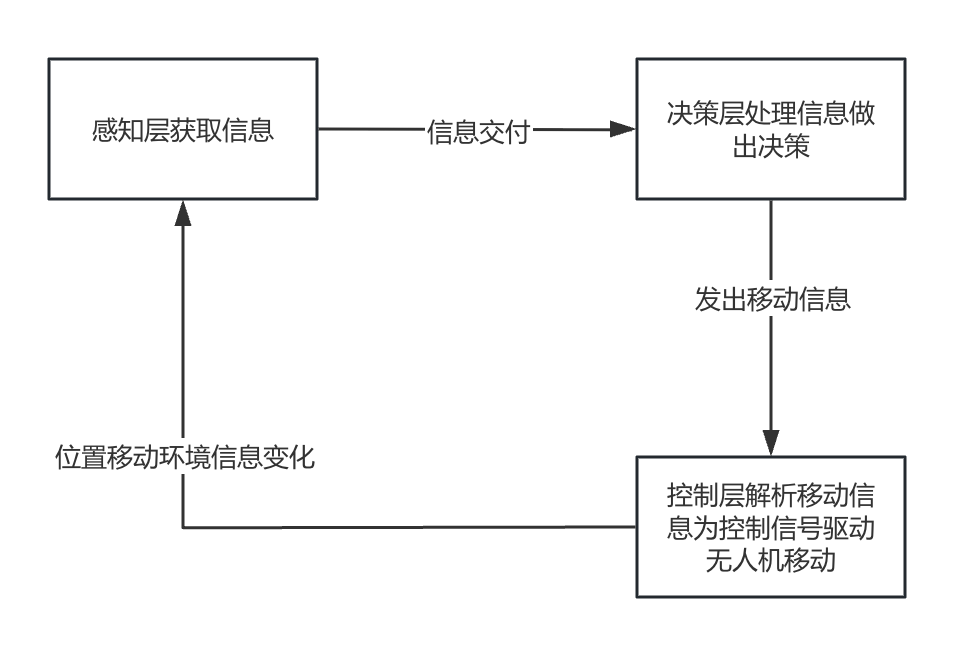 感知层获取信息
信息交付
决策层处理信息做
出决策
发出移动信息
位置移动环境信息变化
控制层解析移动信
息为控制信号驱动
无人机移动